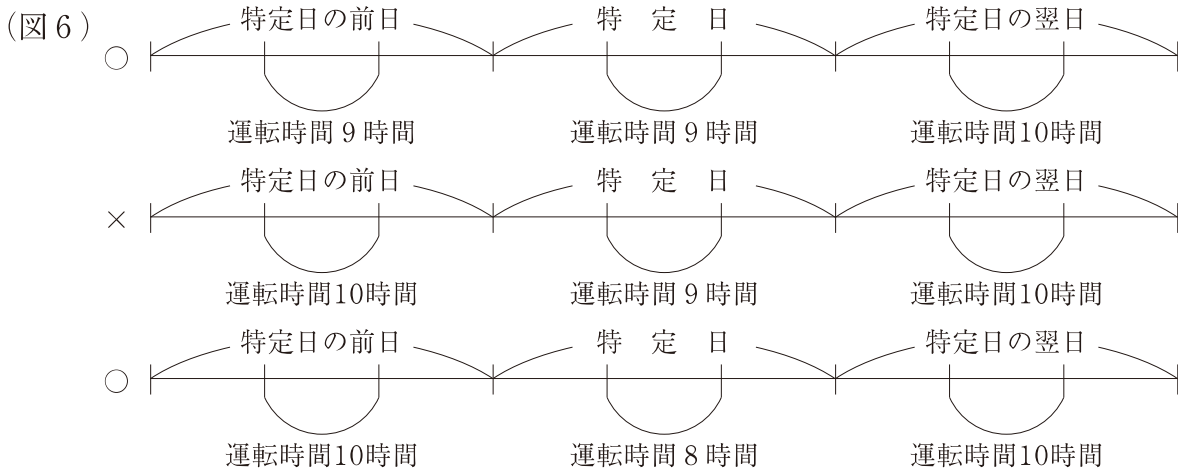 (図6)
特定日の前日 特 定 日 特定日の翌日
○
運転時間9時間 運転時間9時間 運転時間10時間
特定日の前日 特 定 日 特定日の翌日
×
運転時間10時間 運転時間9時間 運転時間10時間
特定日の前日 特 定 日 特定日の翌日
○
運転時間10時間 運転時間8時間 運転時間10時間